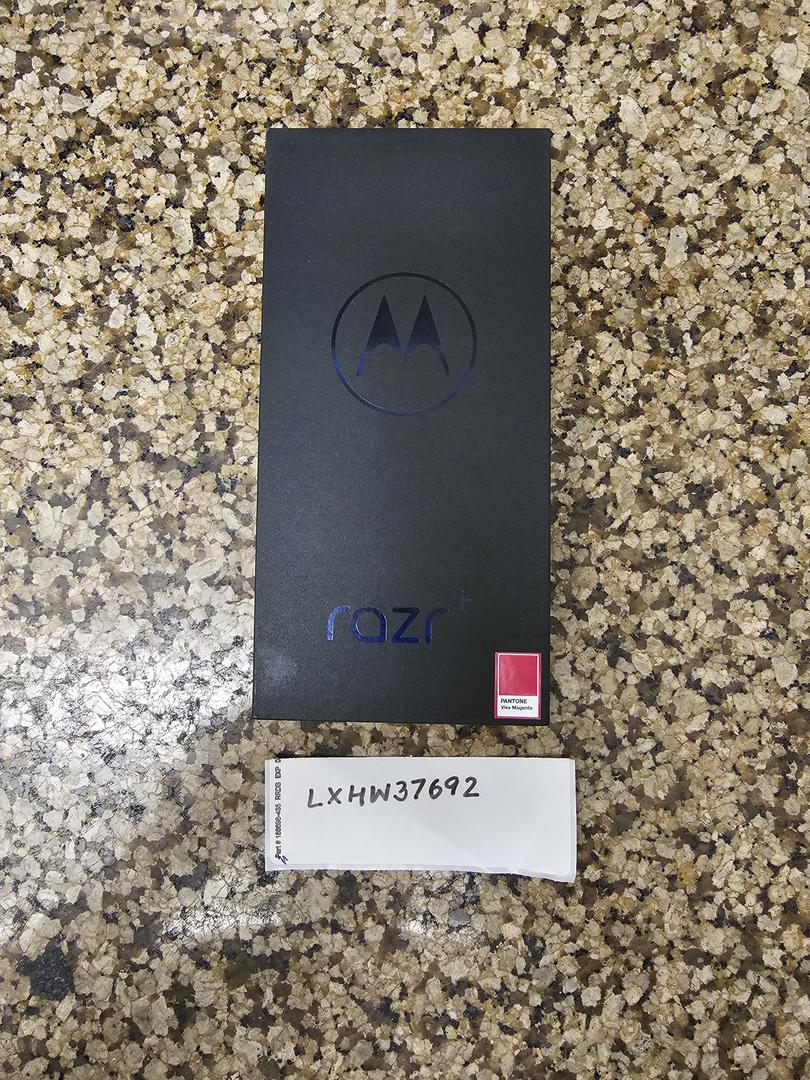 razr+
PANTONE
Viva Magenta
LXHW37692